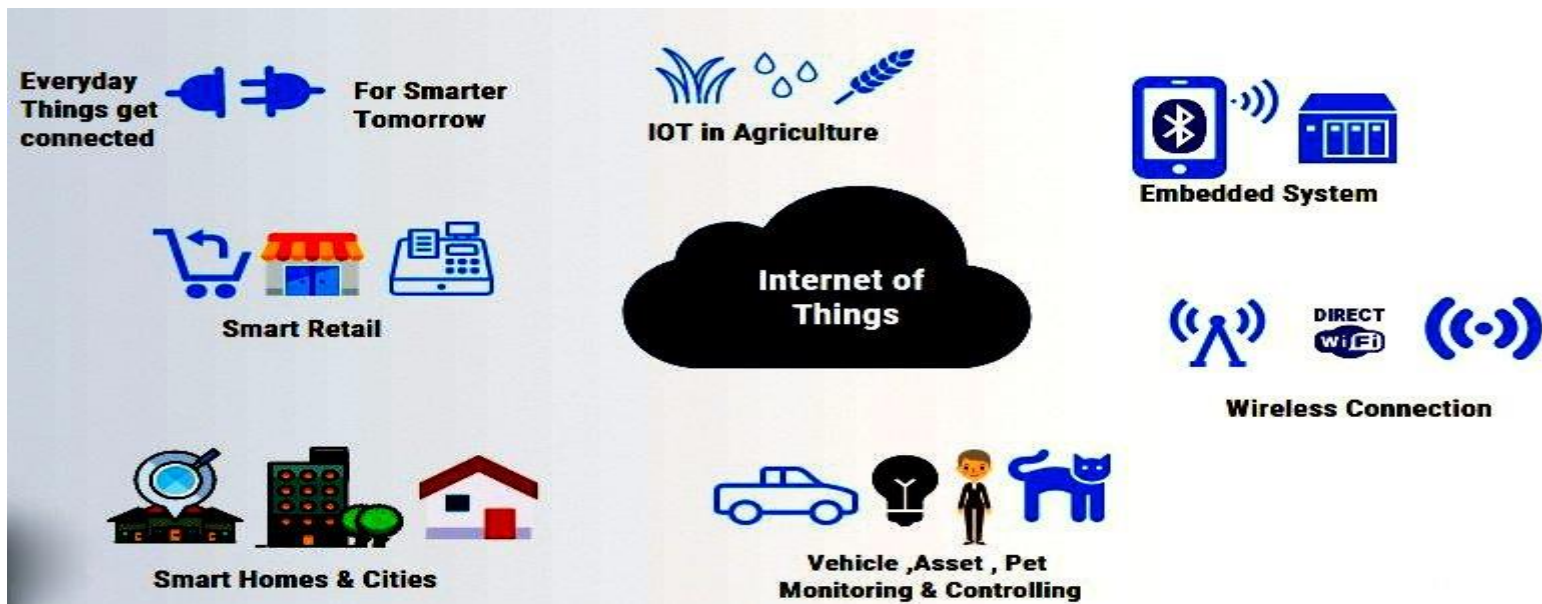 Everyday
Things get
connected
For Smarter
Tomorrow
IOT in Agriculture
Embedded System
Smart Retail
Internet of
Things
DIRECT
WiFi
Wireless Connection
Smart Homes & Cities
Vehicle ,Asset , Pet
Monitoring & Controlling